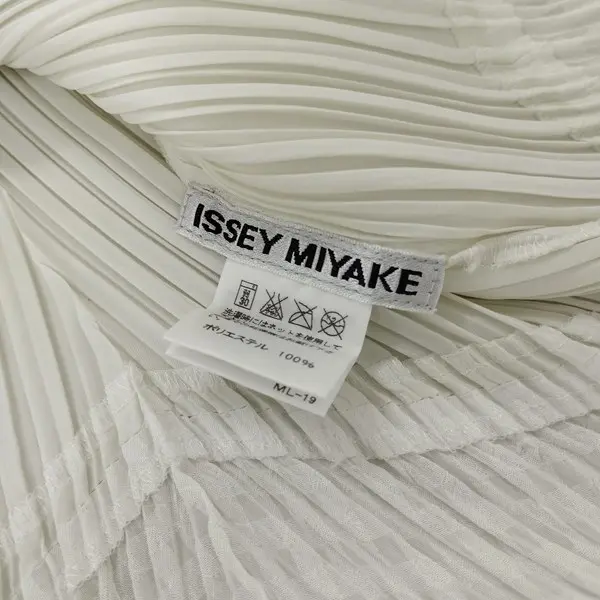 ISSEY MIYAKE
30
洗濯時にはネットを使用して
ポリエステル 100%
ML-19